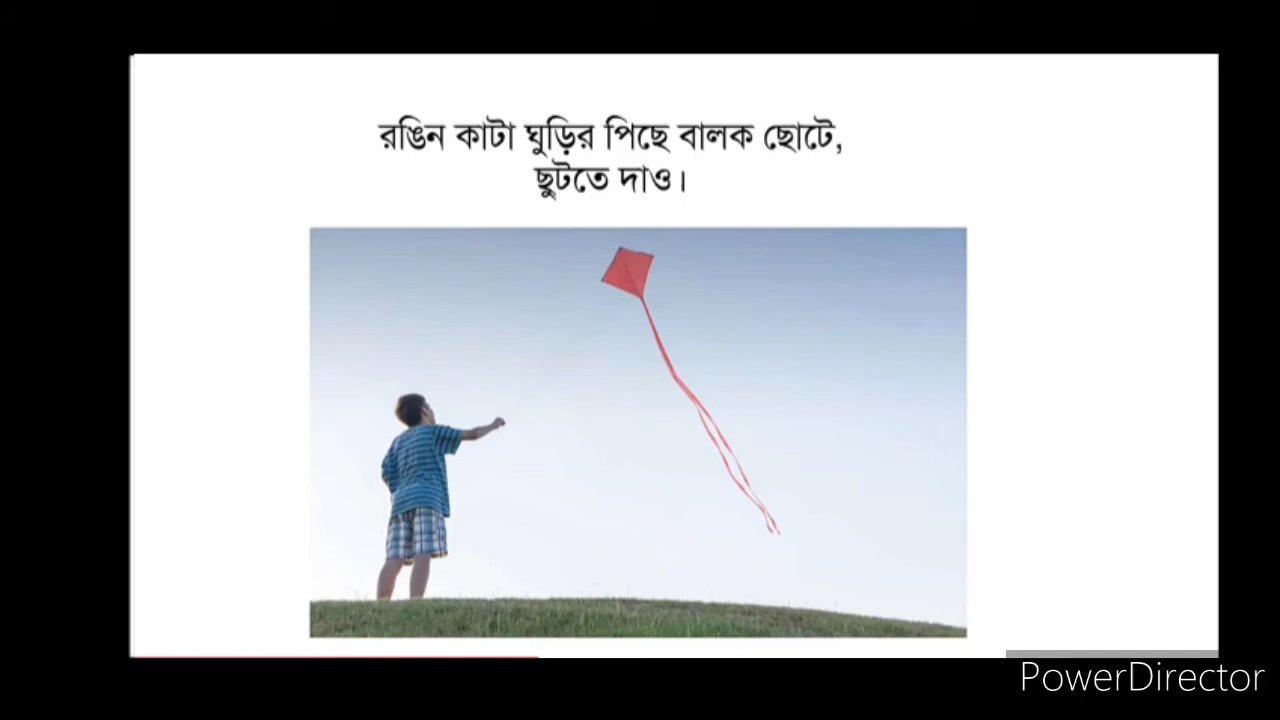 রঙিন কাটা ঘুড়ির পিছে বালক ছোটে,
ছুটতে দাও।
PowerDirector